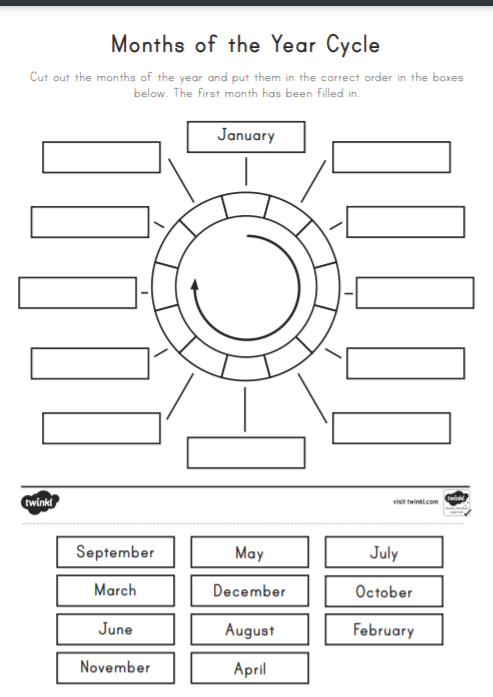 Months of the Year Cycle
Cut out the months of the year and put them in the correct order in the boxes
below. The first month has been filled in.
January
twinkl
visit twinkl.com
twinkl
September
May
July
March
December
October
June
August
February
November
April